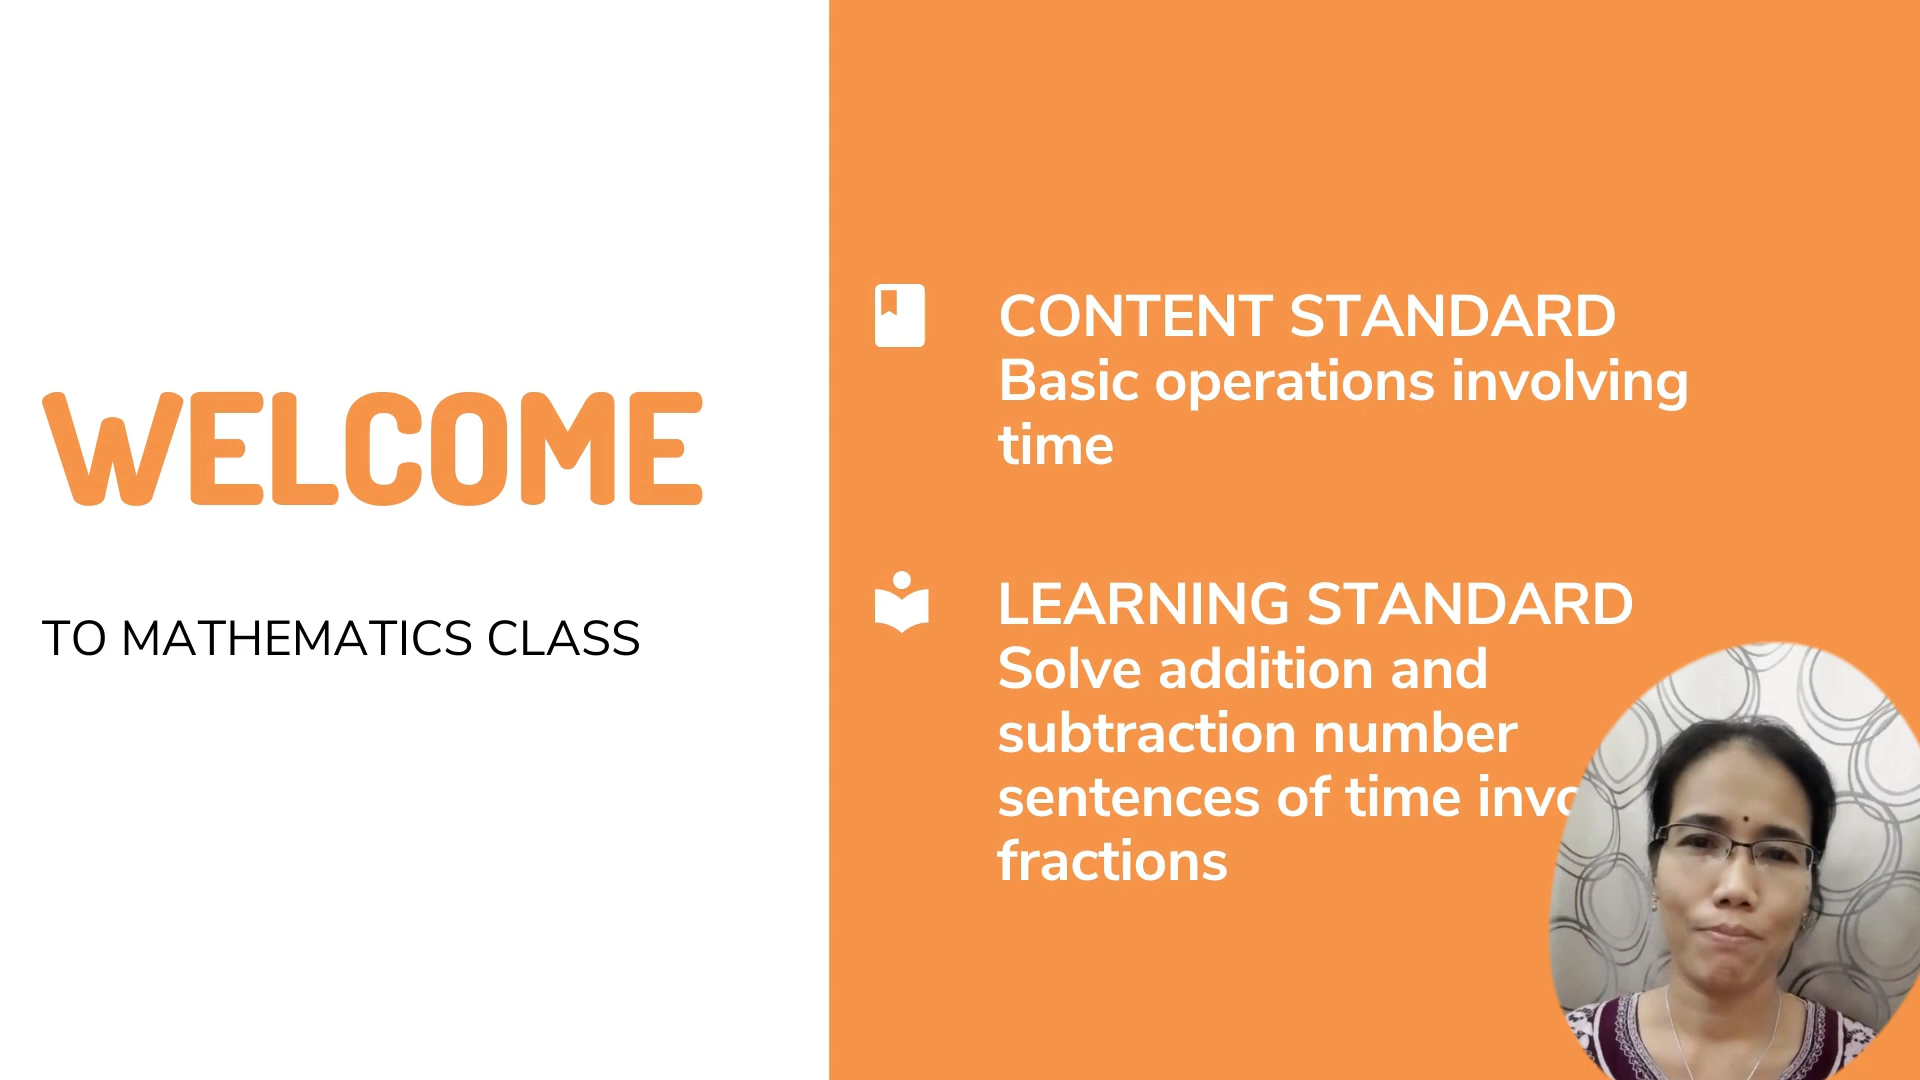 WELCOME
TO MATHEMATICS CLASS
CONTENT STANDARD
Basic operations involving
time
LEARNING STANDARD
Solve addition and
subtraction number
sentences of time
fractions